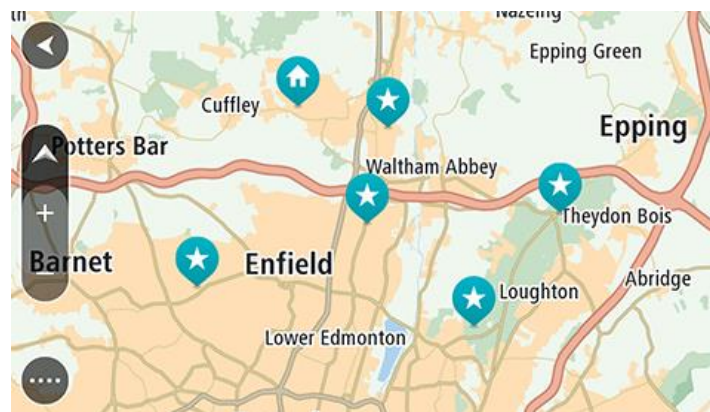 Nazeing
Epping Green
Cuffley
Epping
Potters Bar
Waltham Abbey
Theydon Bois
Barnet
Enfield
Loughton
Abridge
Lower Edmonton